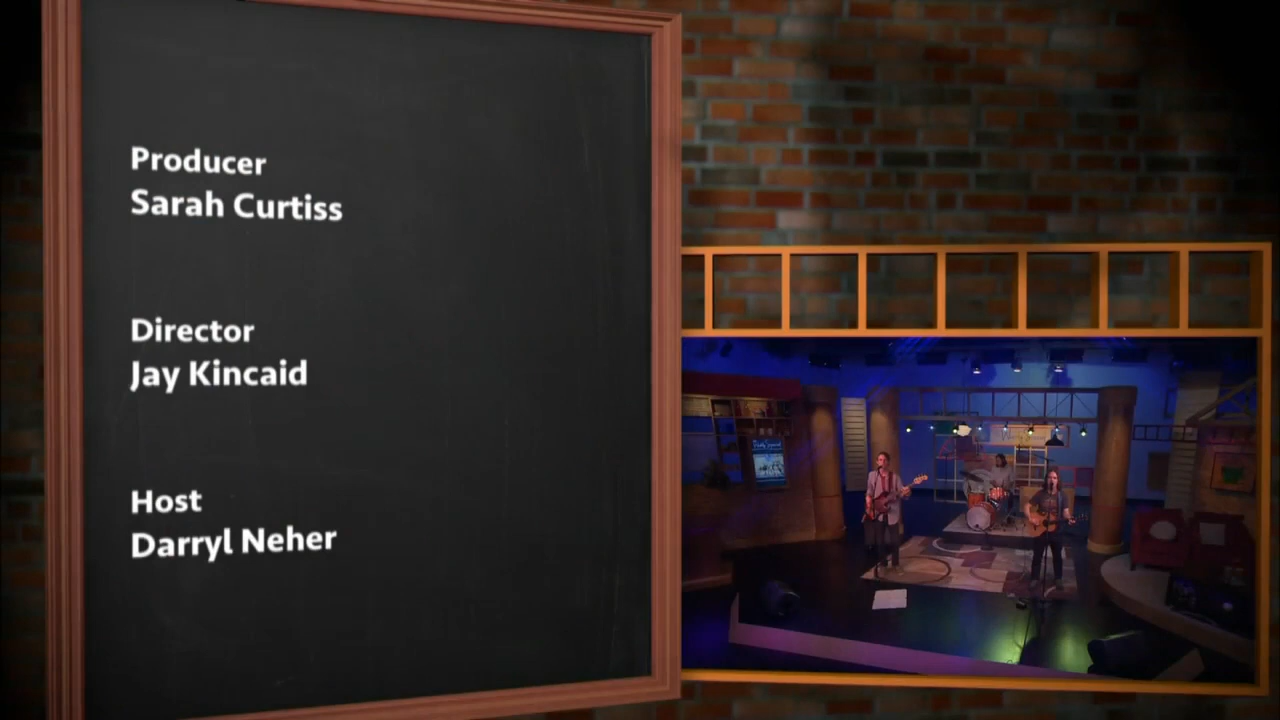 Producer
Sarah Curtiss
Director
Jay Kincaid
Host
Darryl Neher